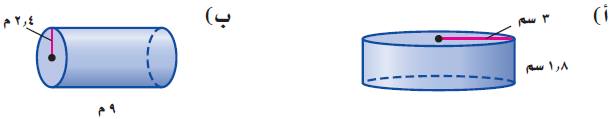 أ)
٣ سم
١٫٨ سم
ب)
٢٫٤ م
٩ م